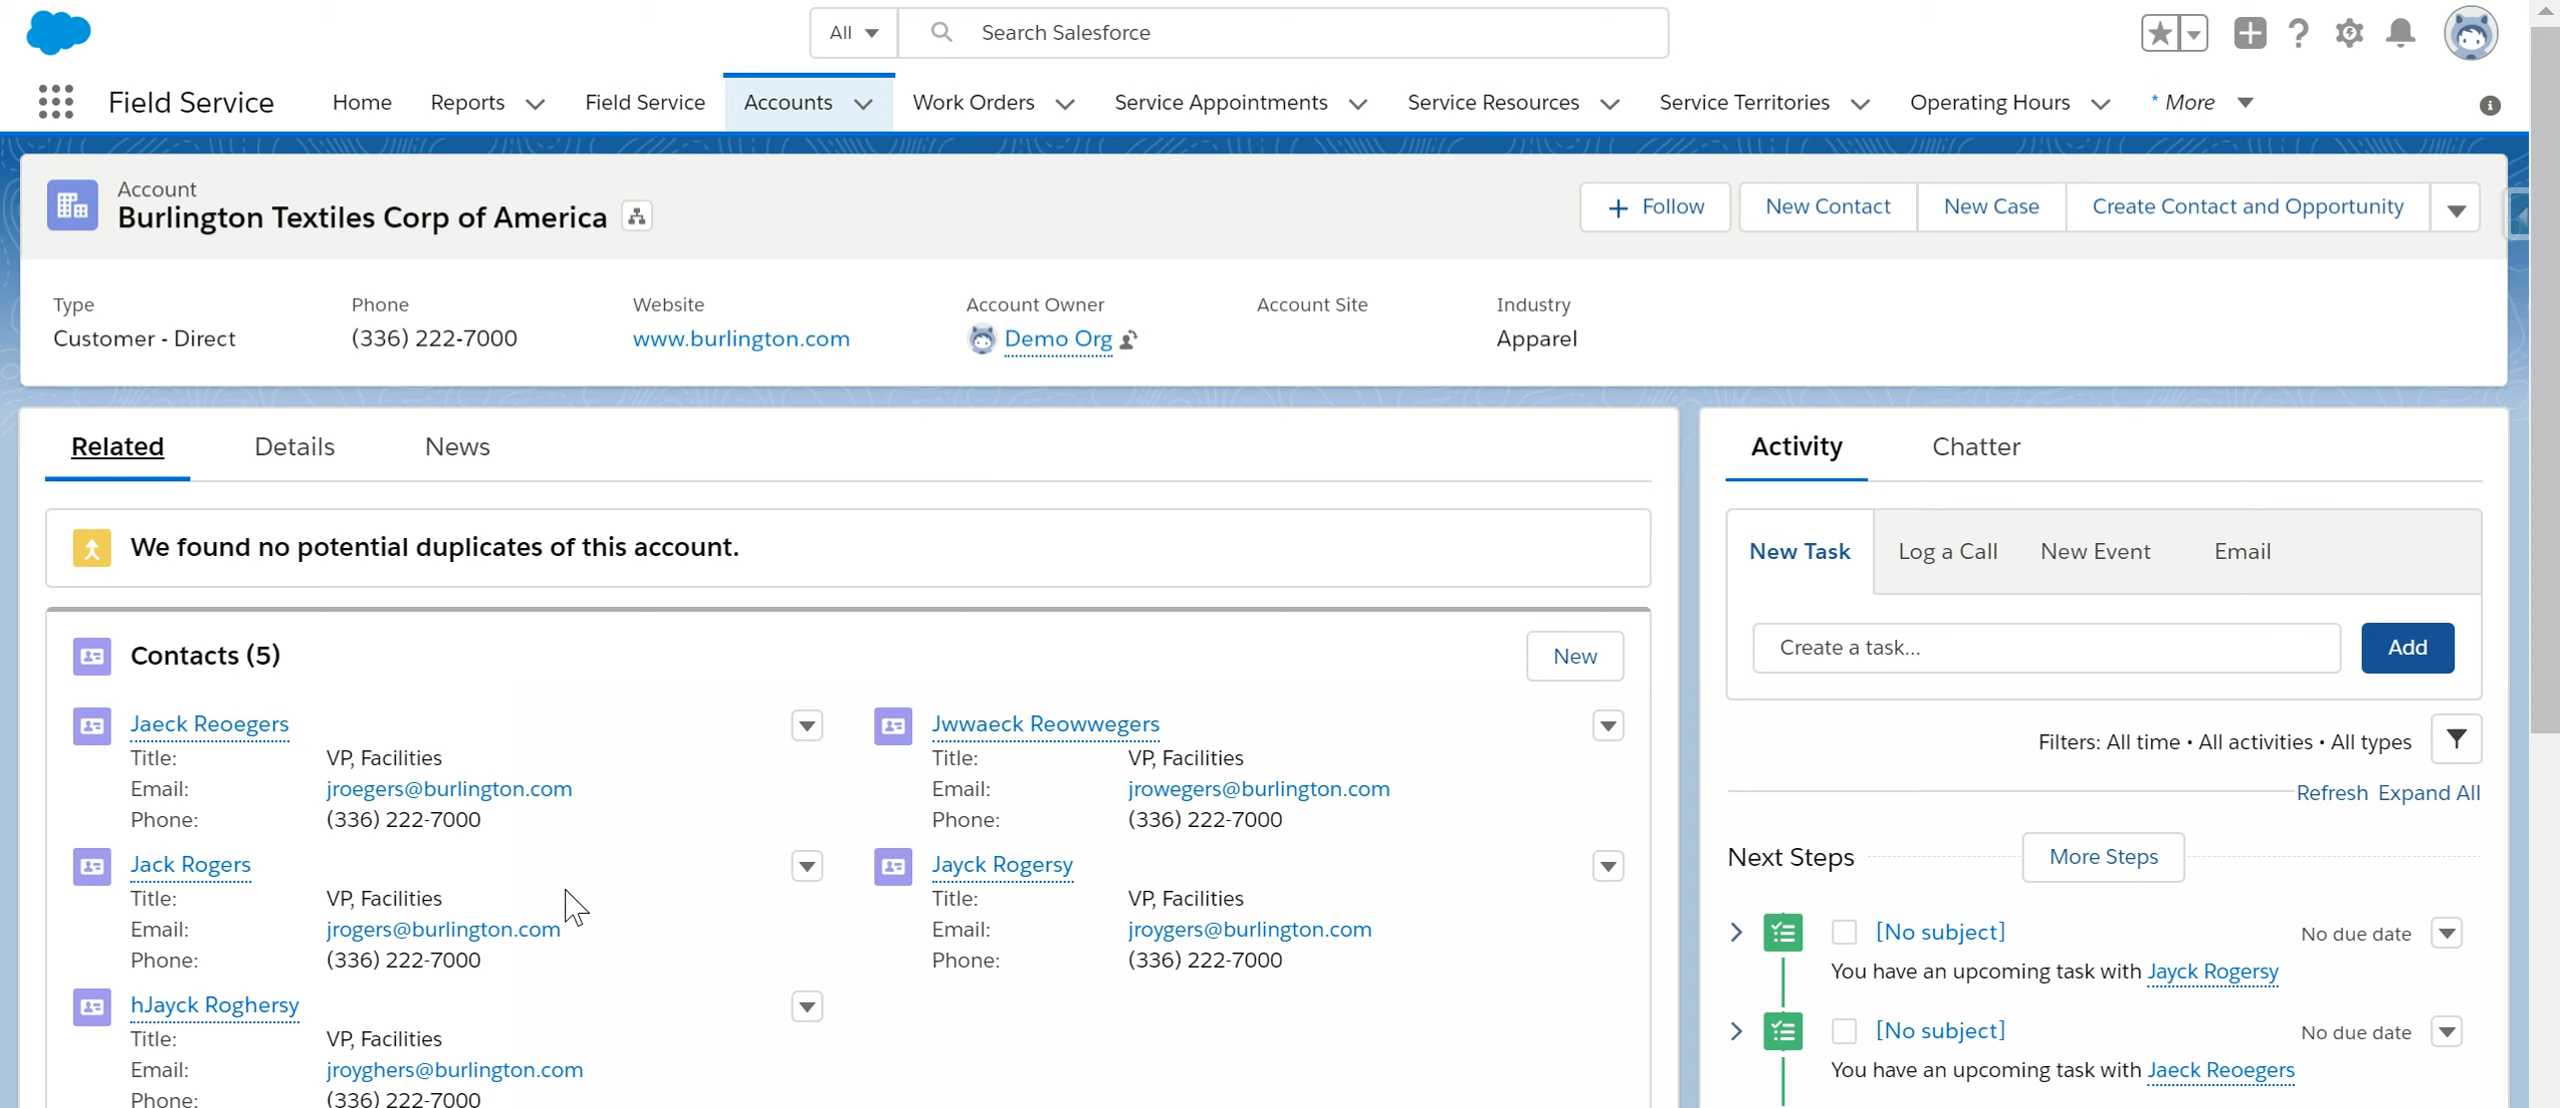 All
Search Salesforce
Field Service
Home
Reports
Field Service
Accounts
Work Orders
Service Appointments
Service Resources
Service Territories
Operating Hours
* More
Account
Burlington Textiles Corp of America
+ Follow
New Contact
New Case
Create Contact and Opportunity
Type
Phone
Website
Account Owner
Account Site
Industry
Customer - Direct
(336) 222-7000
www.burlington.com
Demo Org
Apparel
Related
Details
News
We found no potential duplicates of this account.
Contacts (5)
New
Jaeck Reoegers
Title: VP, Facilities
Email: jroegers@burlington.com
Phone: (336) 222-7000
Jwwaeck Reowwegers
Title: VP, Facilities
Email: jrowegers@burlington.com
Phone: (336) 222-7000
Jack Rogers
Title: VP, Facilities
Email: jrogers@burlington.com
Phone: (336) 222-7000
Jayck Rogersy
Title: VP, Facilities
Email: jroygers@burlington.com
Phone: (336) 222-7000
hJayck Roghersy
Title: VP, Facilities
Email: jroyghers@burlington.com
Phone: (336) 222-7000
Activity
Chatter
New Task
Log a Call
New Event
Email
Create a task...
Add
Filters: All time • All activities • All types
Refresh Expand All
Next Steps
More Steps
[No subject]
No due date
You have an upcoming task with Jayck Rogersy
[No subject]
No due date
You have an upcoming task with Jaeck Reoegers